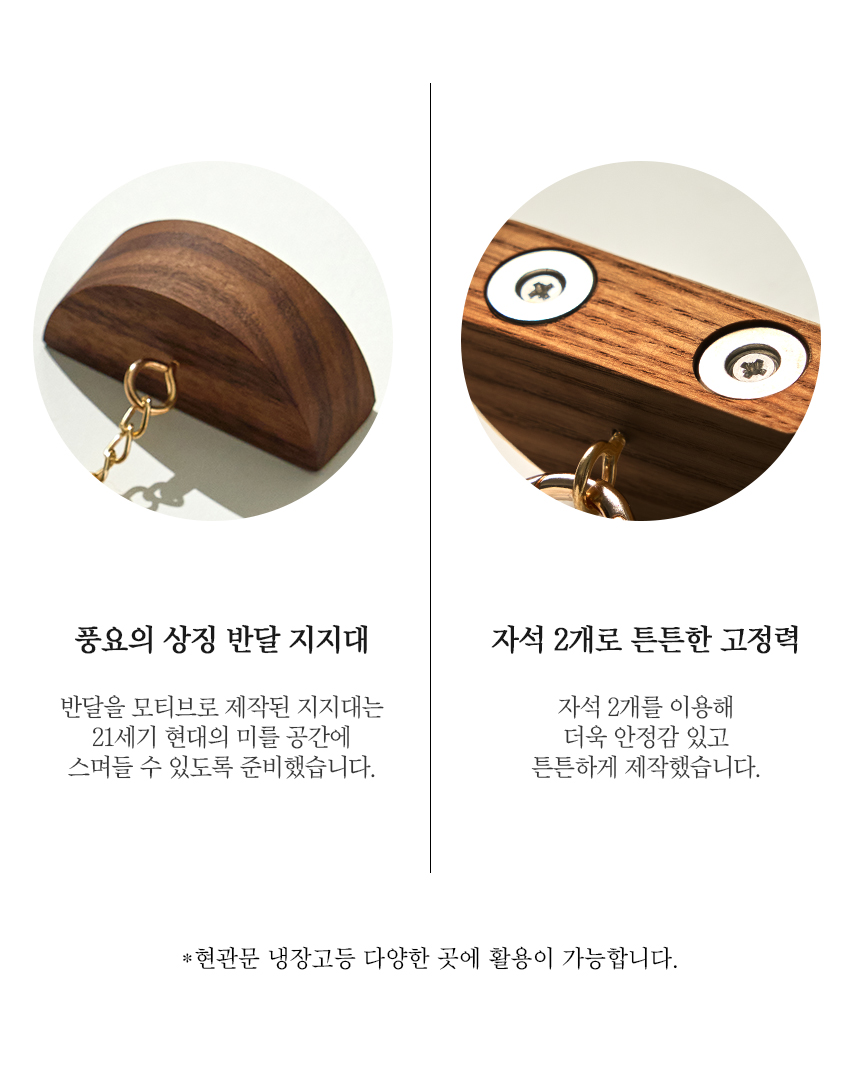 풍요의 상징 반달 지지대
반달을 모티브로 제작된 지지대는
21세기 현대의 미를 공간에
스며들 수 있도록 준비했습니다.
자석 2개로 튼튼한 고정력
자석 2개를 이용해
더욱 안정감 있고
튼튼하게 제작했습니다.
*현관문 냉장고등 다양한 곳에 활용이 가능합니다.